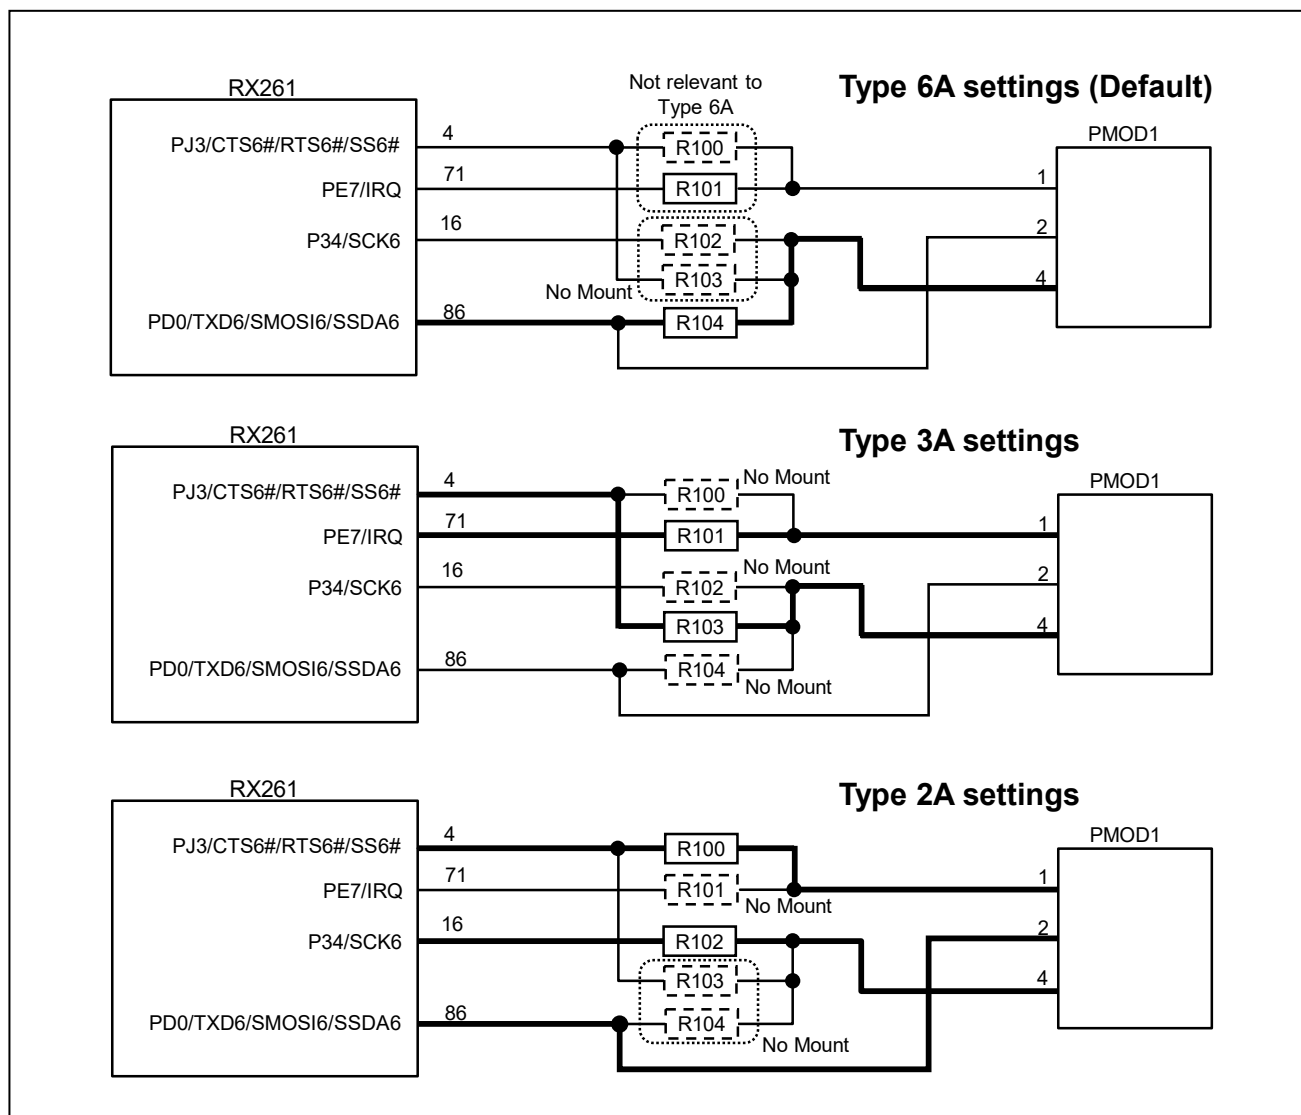 Type 6A settings (Default)
RX261
Not relevant to
Type 6A
PMOD1
PJ3/CTS6#/RTS6#/SS6#
4
R100
PE7/IRQ
71
R101
1
P34/SCK6
16
R102
2
R103
No Mount
4
PD0/TXD6/SMOSI6/SSDA6
86
R104
Type 3A settings
RX261
PMOD1
PJ3/CTS6#/RTS6#/SS6#
4
R100
No Mount
PE7/IRQ
71
R101
1
P34/SCK6
16
R102
No Mount
2
R103
4
PD0/TXD6/SMOSI6/SSDA6
86
R104
No Mount
Type 2A settings
RX261
PMOD1
PJ3/CTS6#/RTS6#/SS6#
4
R100
PE7/IRQ
71
R101
No Mount
1
P34/SCK6
16
R102
2
R103
4
PD0/TXD6/SMOSI6/SSDA6
86
R104
No Mount